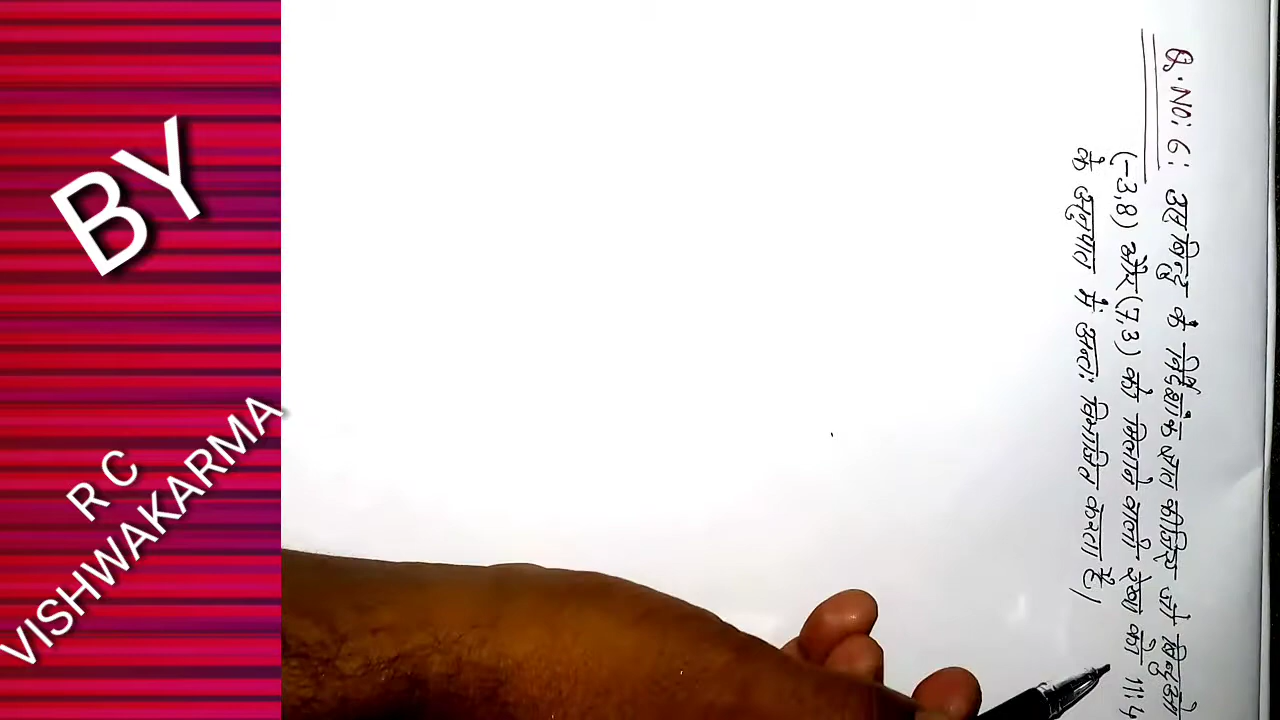 BY
R C
VISHWAKARMA
Q. No: 6: उस बिन्दु के निर्देशांक ज्ञात कीजिए जो बिन्दुओं
(-3,8) और (7,3) को मिलाने वाली रेखा को 11:4
के अनुपात में अन्तः विभाजित करता है।